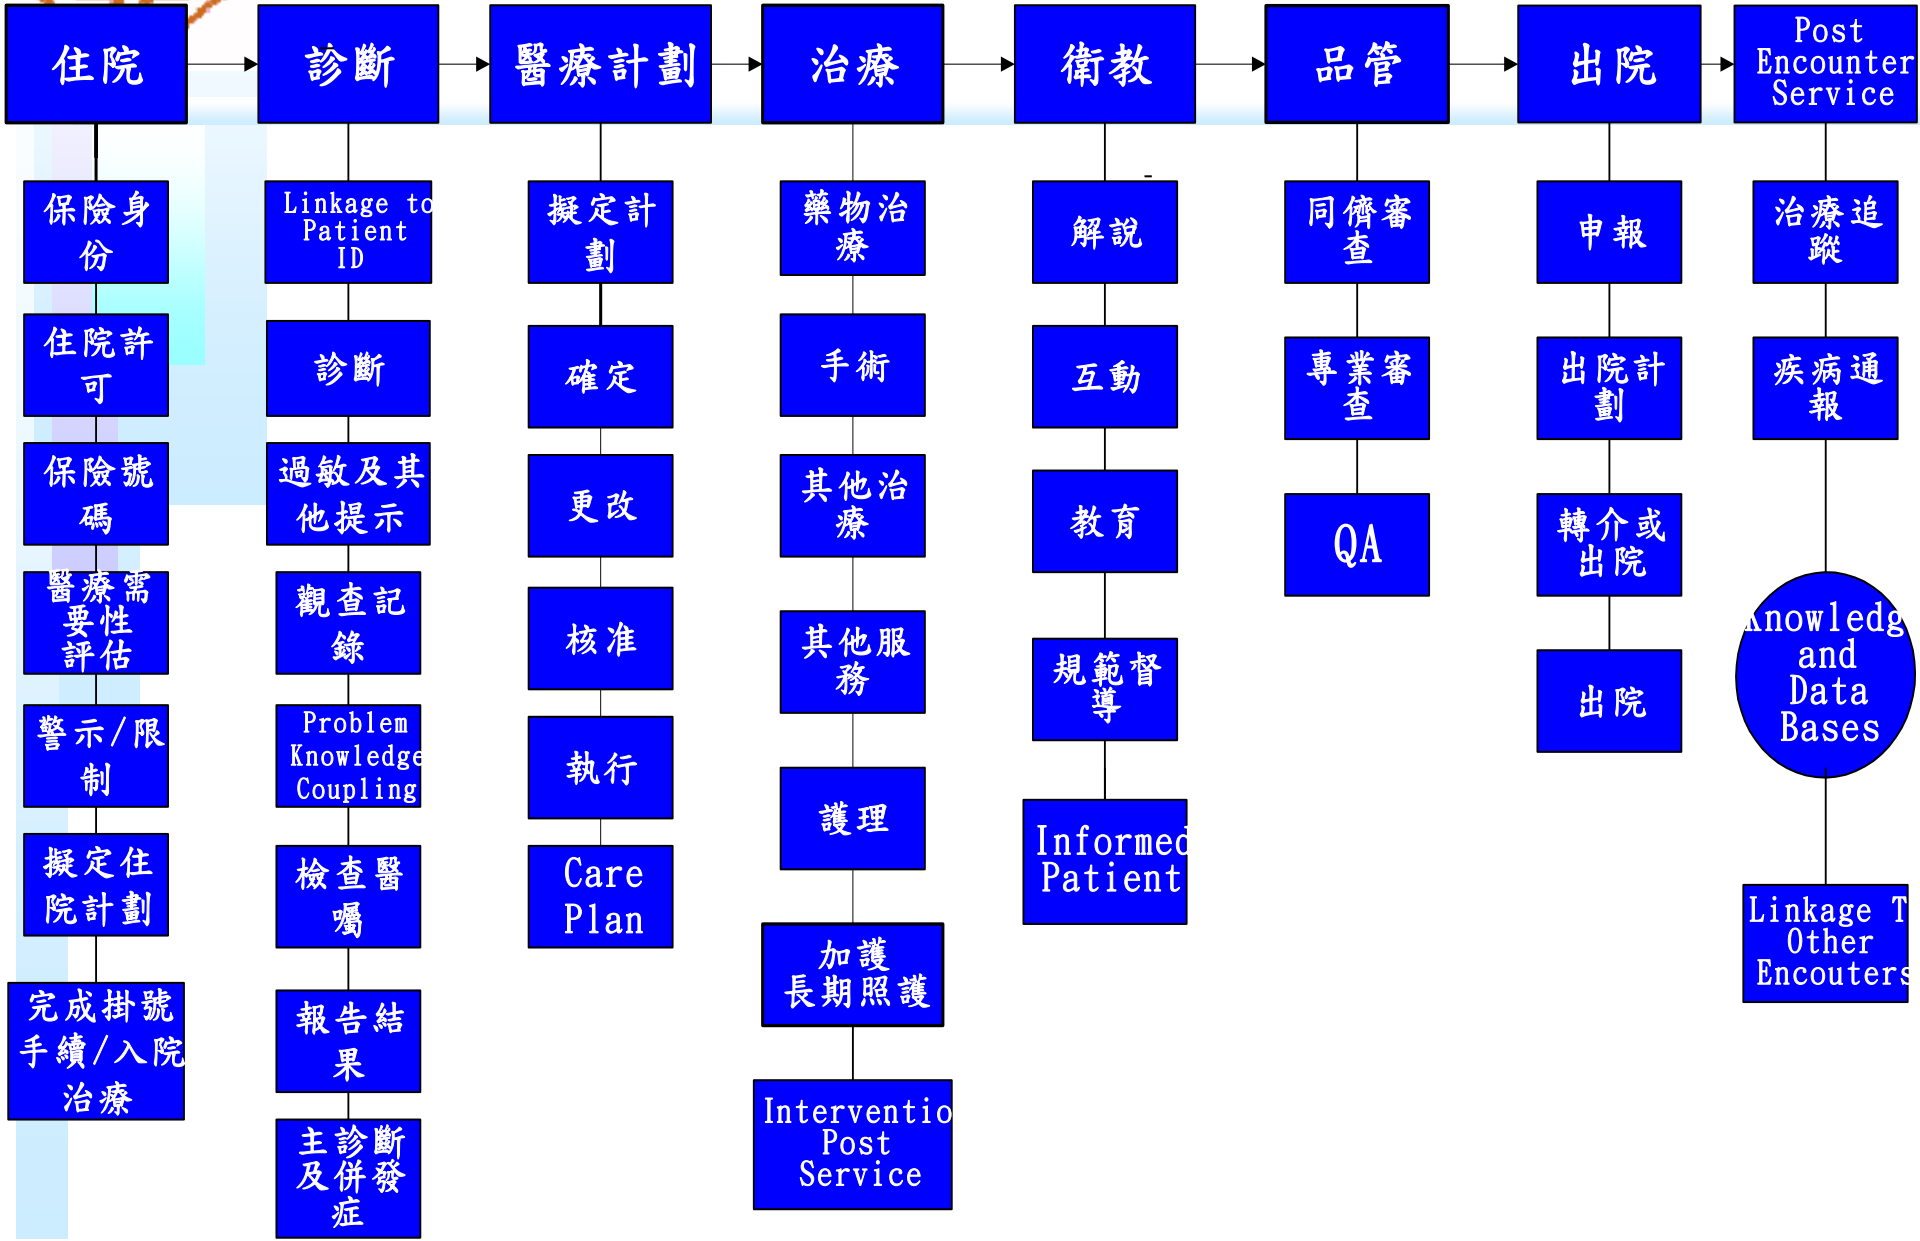 住院
診斷
醫療計劃
治療
衛教
品管
出院
Post
Encounter
Service
保險身
份
住院許
可
保險號
碼
醫療需
要性
評估
警示/限
制
擬定住
院計劃
完成掛號
手續/入院
治療
Linkage to
Patient
ID
診斷
過敏及其
他提示
觀查記
錄
Problem
Knowledge
Coupling
檢查醫
囑
報告結
果
主診斷
及併發
症
擬定計
劃
確定
更改
核准
執行
Care
Plan
藥物治
療
手術
其他治
療
其他服
務
護理
加護
長期照護
Interventio
Post
Service
解說
互動
教育
規範督
導
Informed
Patient
同儕審
查
專業審
查
QA
申報
出院計
劃
轉介或
出院
出院
治療追
蹤
疾病通
報
Knowledg
and
Data
Bases
Linkage T
Other
Encouters